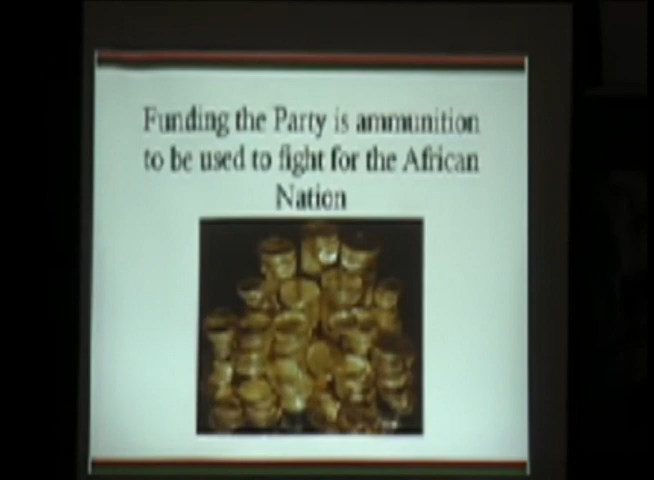 Funding the Party is ammunition
to be used to fight for the African
Nation